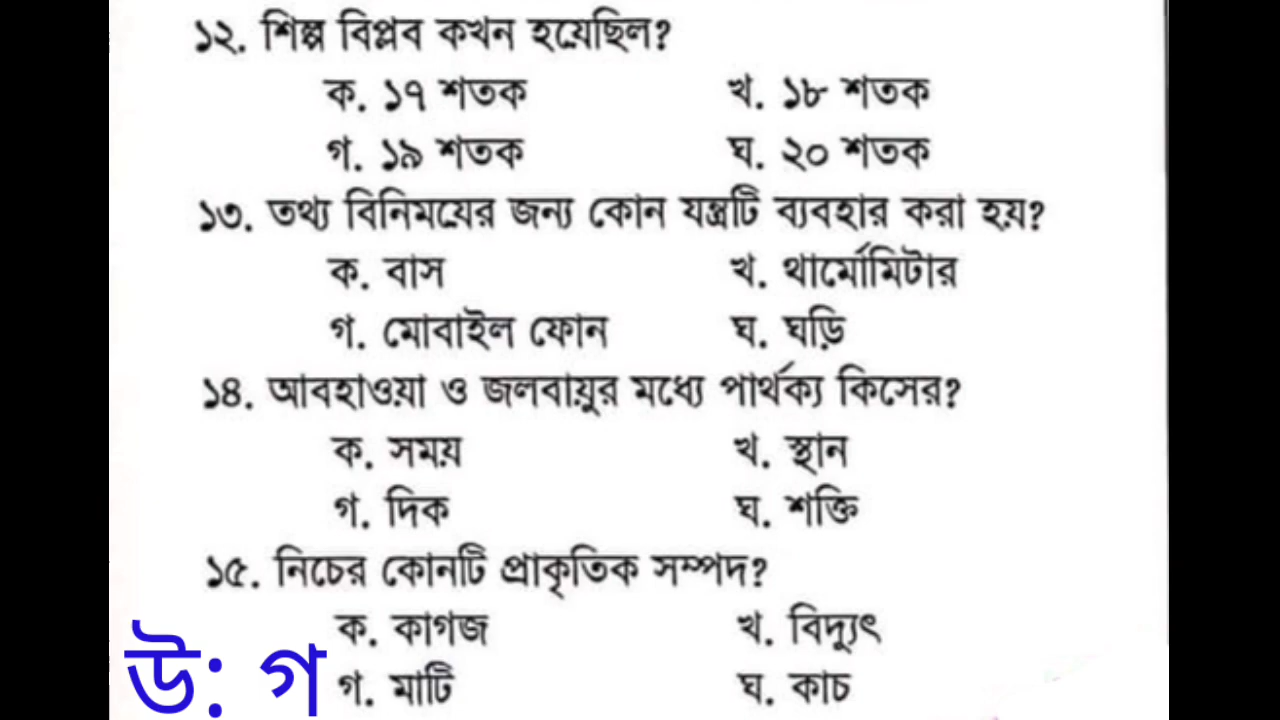 ১২. শিল্প বিপ্লব কখন হয়েছিল?
ক. ১৭ শতক খ. ১৮ শতক
গ. ১৯ শতক ঘ. ২০ শতক
১৩. তথ্য বিনিময়ের জন্য কোন যন্ত্রটি ব্যবহার করা হয়?
ক. বাস খ. থার্মোমিটার
গ. মোবাইল ফোন ঘ. ঘড়ি
১৪. আবহাওয়া ও জলবায়ুর মধ্যে পার্থক্য কিসের?
ক. সময় খ. স্থান
গ. দিক ঘ. শক্তি
১৫. নিচের কোনটি প্রাকৃতিক সম্পদ?
ক. কাগজ খ. বিদ্যুৎ
গ. মাটি ঘ. কাচ
উ: গ